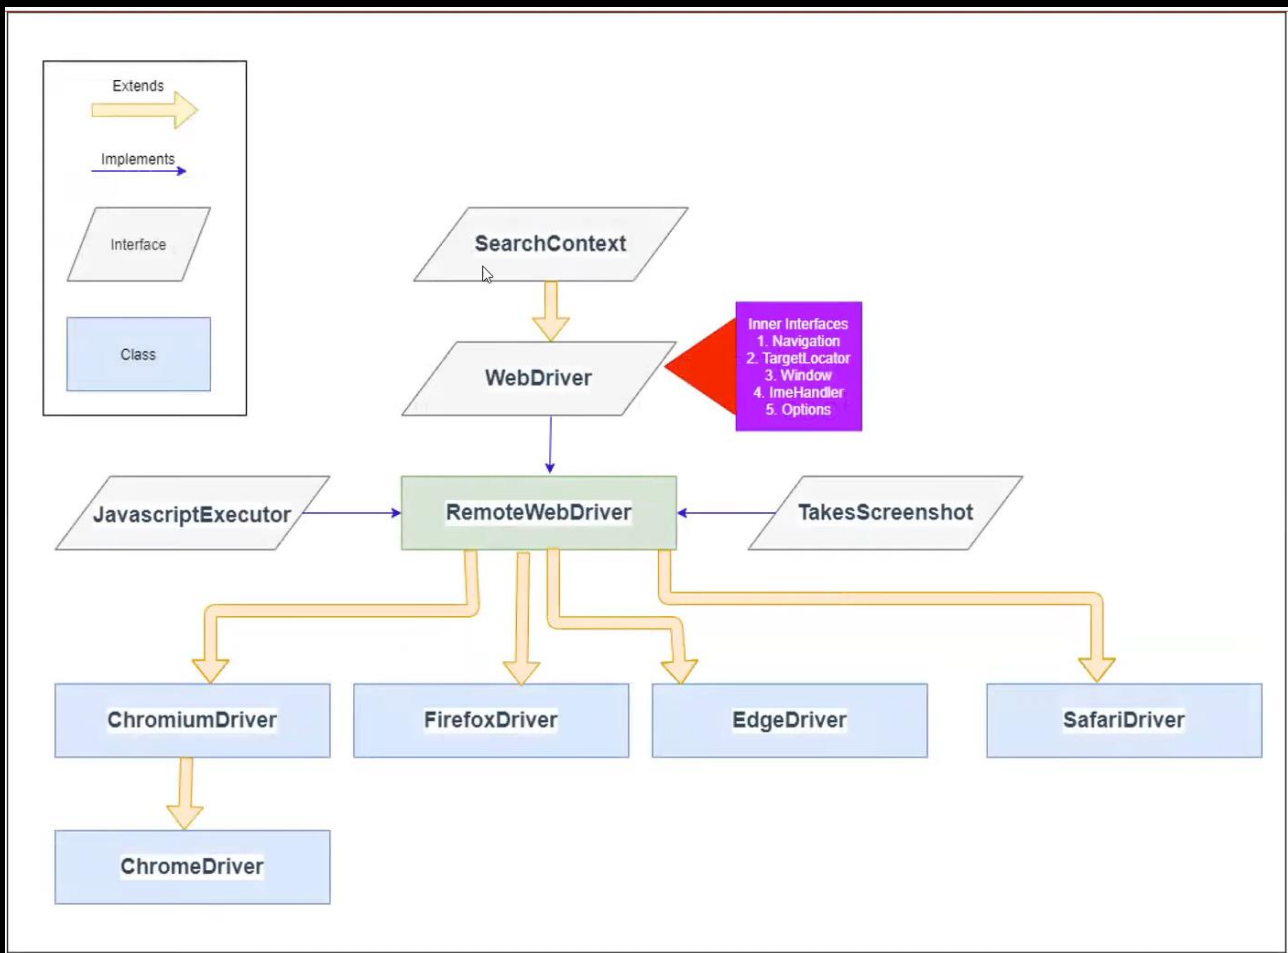 Extends
Implements
Interface
Class
SearchContext
WebDriver
Inner Interfaces
1. Navigation
2. TargetLocator
3. Window
4. ImeHandler
5. Options
JavascriptExecutor
RemoteWebDriver
TakesScreenshot
ChromiumDriver
FirefoxDriver
EdgeDriver
SafariDriver
ChromeDriver